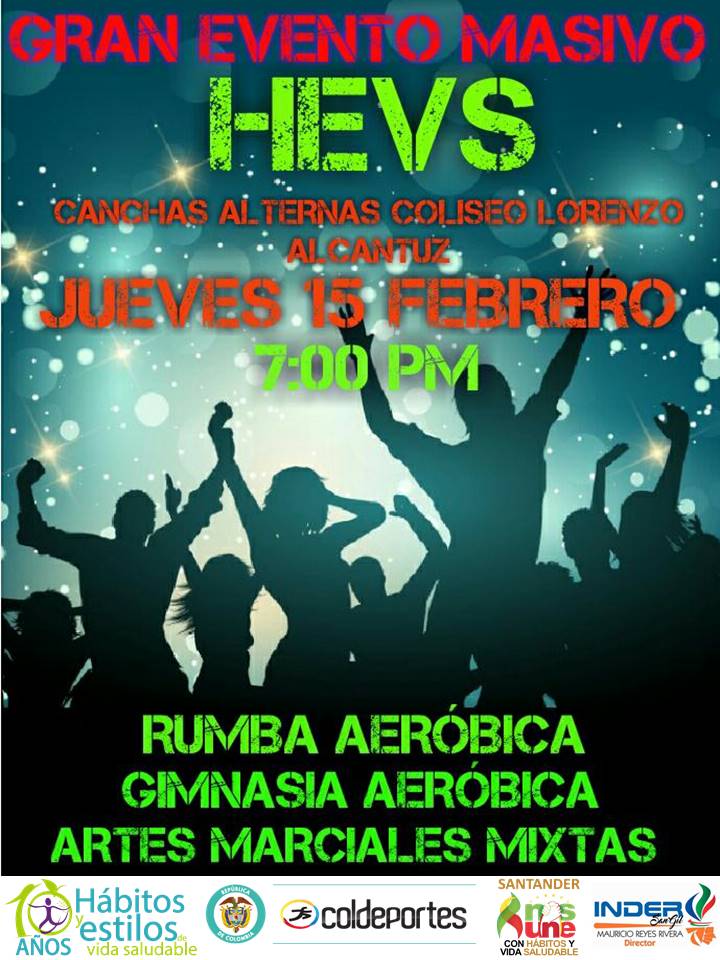 GRAN EVENTO MASIVO
HEVS
CANCHAS ALTERNAS COLISEO LORENZO
ALCANTUZ
JUEVES 15 FEBRERO
7:00 PM
RUMBA AERÓBICA
GIMNASIA AERÓBICA
ARTES MARCIALES MIXTAS
AÑOS
Hábitos
y
estilos de
vida saludable
REPÚBLICA
DE COLOMBIA
coldeportes
SANTANDER
nos
une
CON HÁBITOS Y
VIDA SALUDABLE
INDER
San Gil
MAURICIO REYES RIVERA
Director